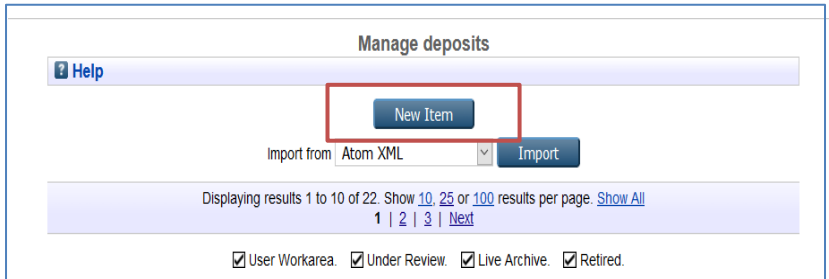 Manage deposits
? Help
New Item
Import from Atom XML Import
Displaying results 1 to 10 of 22. Show 10, 25 or 100 results per page. Show All
1 | 2 | 3 | Next
User Workarea. Under Review. Live Archive. Retired.